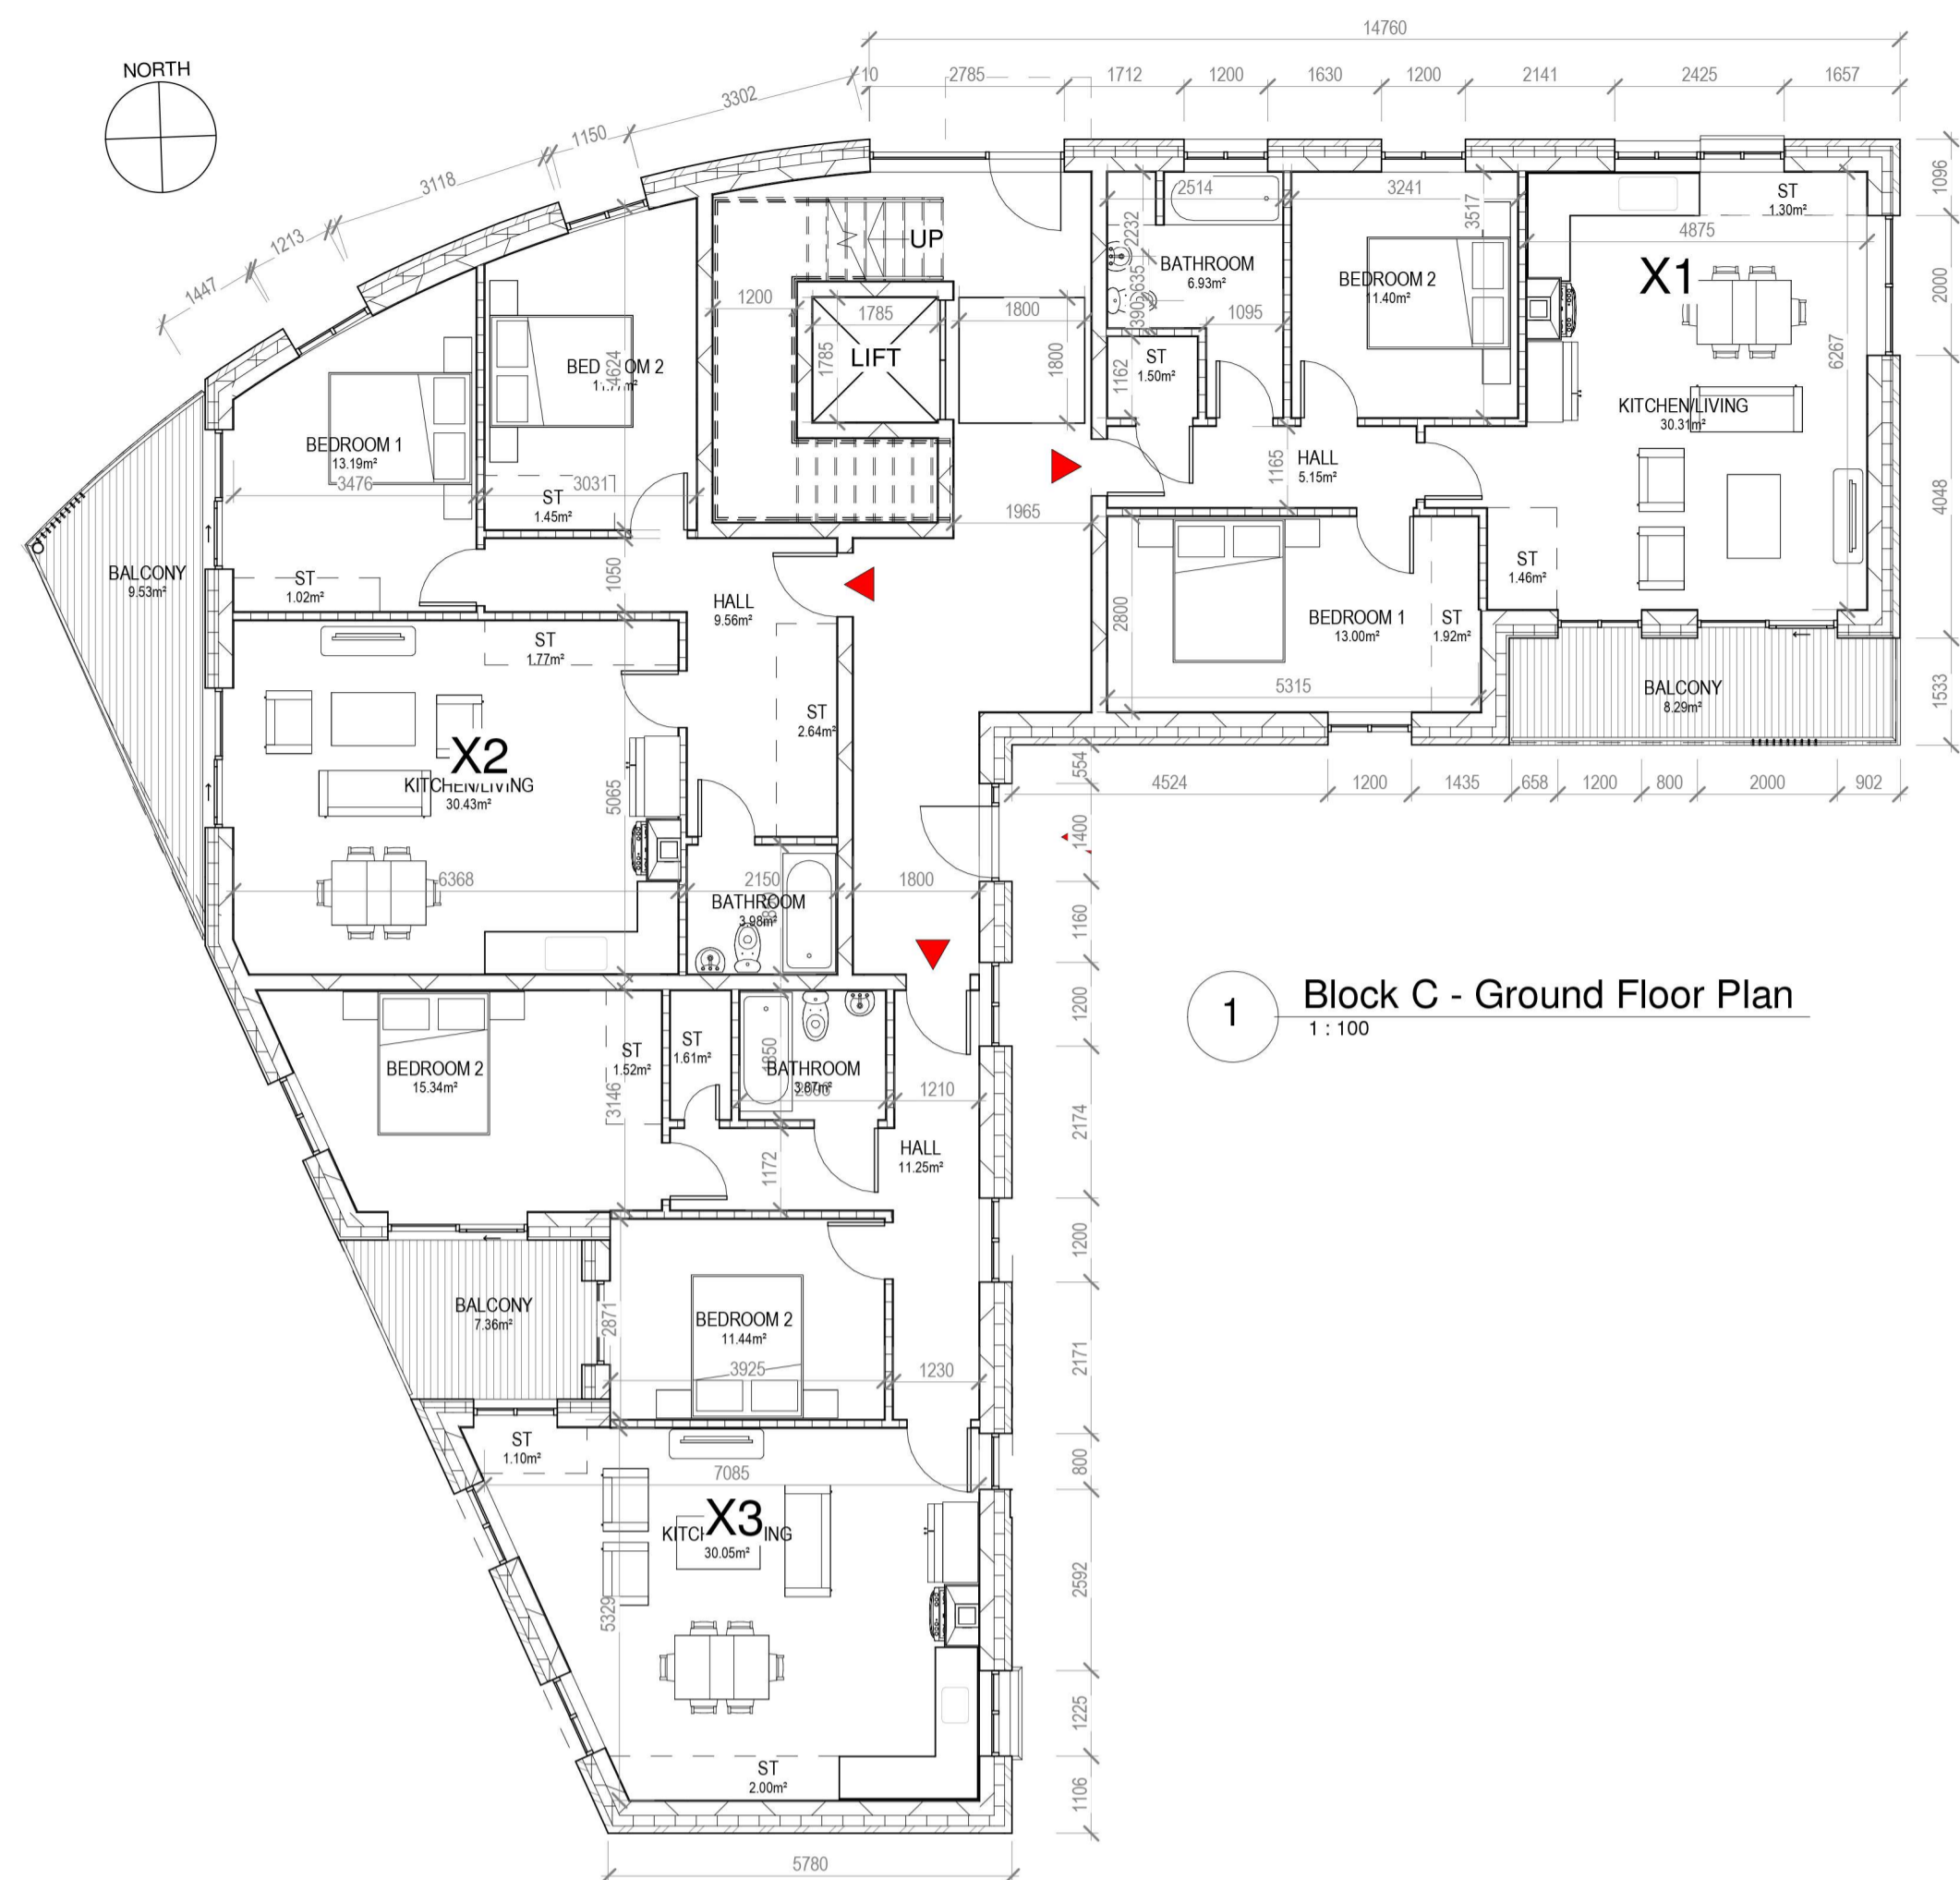 NORTH
14760
10
2785
1712
1200
1630
1200
2141
2425
1657
3302
1150
3118
1213
1447
1096
2000
4048
1533
UP
1200
1785
1785
LIFT
1800
1800
1965
2514
2232
635
390
BATHROOM
6.93m²
1095
ST
1.50m²
1162
3241
3517
BEDROOM 2
11.40m²
ST
1.30m²
4875
X1
KITCHEN/LIVING
30.31m²
6267
HALL
5.15m²
1165
ST
1.46m²
BEDROOM 1
13.00m²
ST
1.92m²
2800
5315
BALCONY
8.29m²
4524
1200
1435
658
1200
800
2000
902
BEDROOM 1
13.19m²
3476
4624
ST
1.45m²
3031
BALCONY
9.53m²
ST
1.02m²
1050
HALL
9.56m²
ST
1.77m²
ST
2.64m²
X2
KITCHEN/LIVING
30.43m²
5065
6368
2150
1800
BATHROOM
3.98m²
554
1400
1160
1200
2174
1200
2171
800
2592
1225
1106
1
Block C - Ground Floor Plan
1 : 100
BEDROOM 2
15.34m²
ST
1.52m²
3146
ST
1.61m²
1850
BATHROOM
3.87m²
1210
1172
HALL
11.25m²
BALCONY
7.36m²
2871
BEDROOM 2
11.44m²
3925
1230
ST
1.10m²
7085
X3
30.05m²
5329
ST
2.00m²
5780